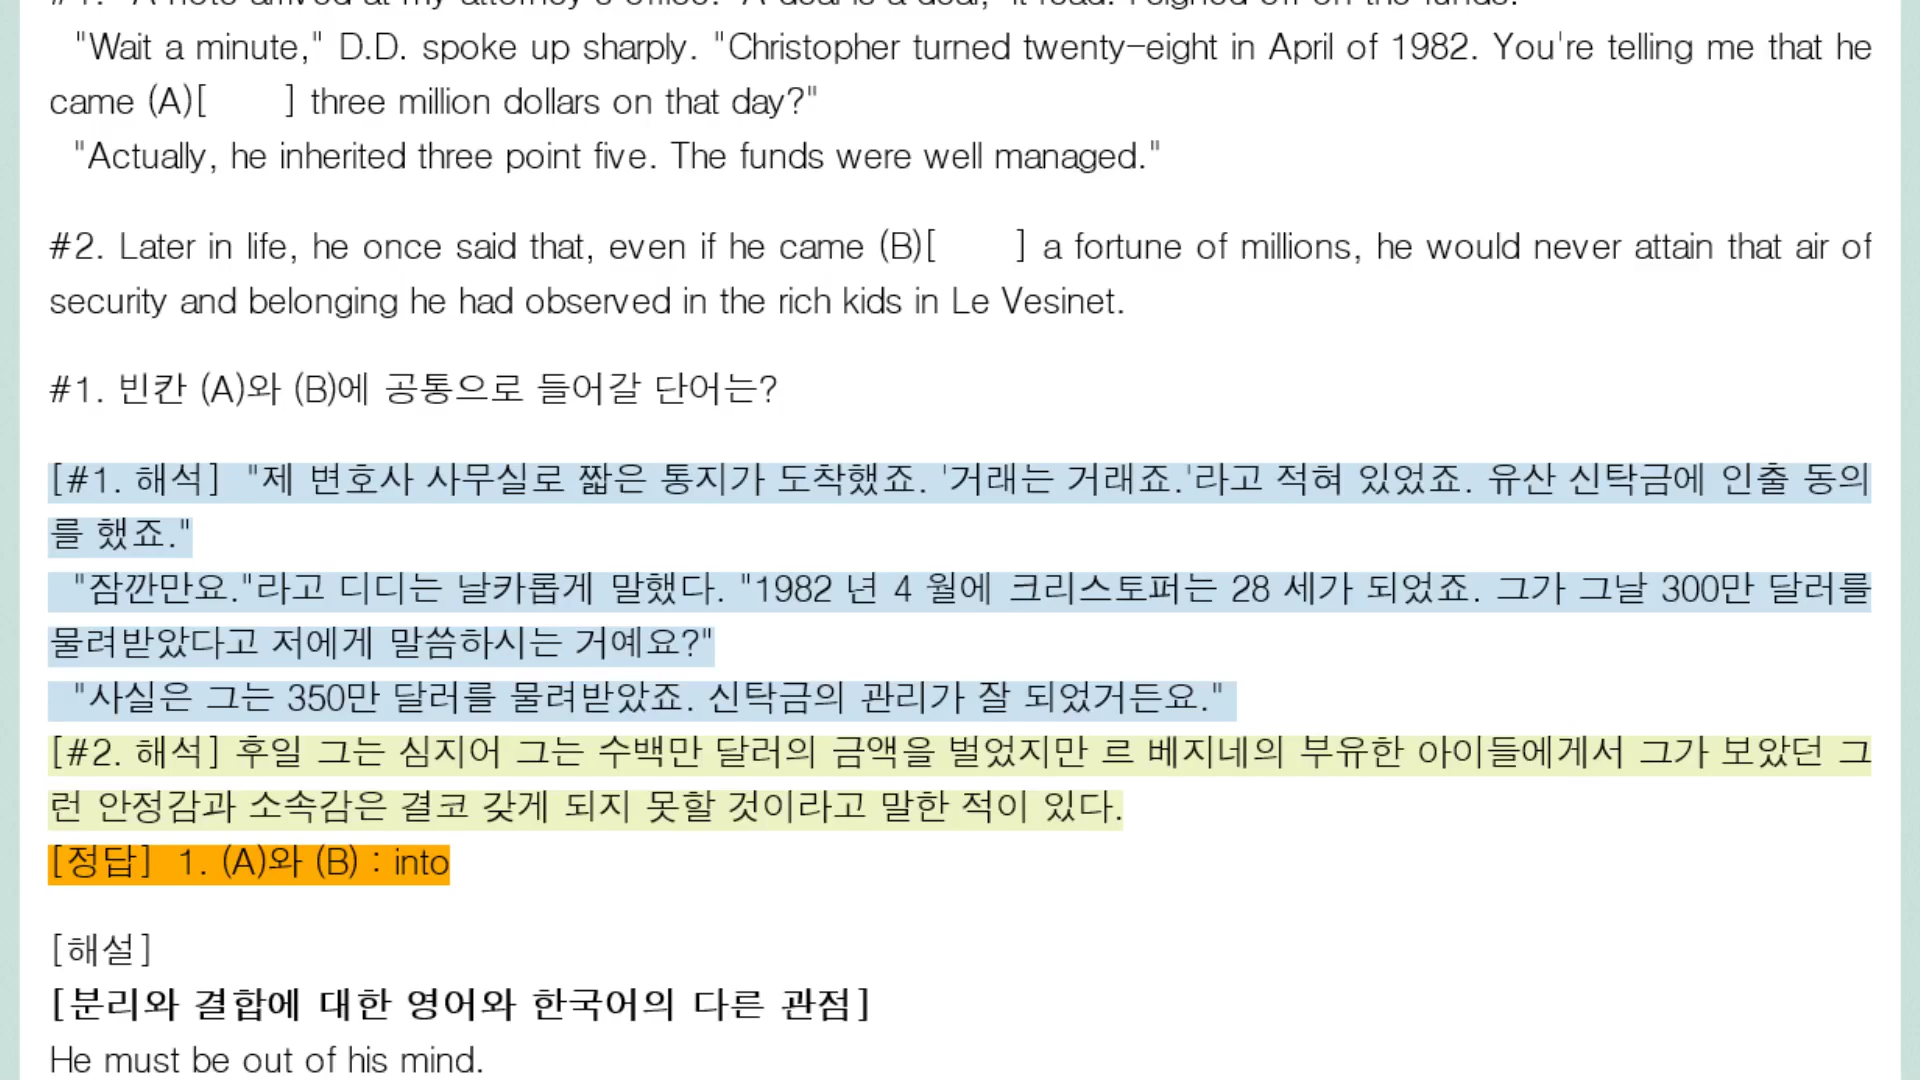 "Wait a minute," D.D. spoke up sharply. "Christopher turned twenty-eight in April of 1982. You're telling me that he
came (A)[ ] three million dollars on that day?"
"Actually, he inherited three point five. The funds were well managed."
#2. Later in life, he once said that, even if he came (B)[ ] a fortune of millions, he would never attain that air of
security and belonging he had observed in the rich kids in Le Vesinet.
#1. 빈칸 (A)와 (B)에 공통으로 들어갈 단어는?
[#1. 해석] "제 변호사 사무실로 짧은 통지가 도착했죠. '거래는 거래죠.'라고 적혀 있었죠. 유산 신탁금에 인출 동의
를 했죠."
"잠깐만요."라고 디디는 날카롭게 말했다. "1982 년 4 월에 크리스토퍼는 28 세가 되었죠. 그가 그날 300만 달러를
물려받았다고 저에게 말씀하시는 거예요?"
"사실은 그는 350만 달러를 물려받았죠. 신탁금의 관리가 잘 되었거든요."
[#2. 해석] 후일 그는 심지어 그는 수백만 달러의 금액을 벌었지만 르 베지네의 부유한 아이들에게서 그가 보았던 그
런 안정감과 소속감은 결코 갖게 되지 못할 것이라고 말한 적이 있다.
[정답] 1. (A)와 (B) : into
[해설]
[분리와 결합에 대한 영어와 한국어의 다른 관점]
He must be out of his mind.